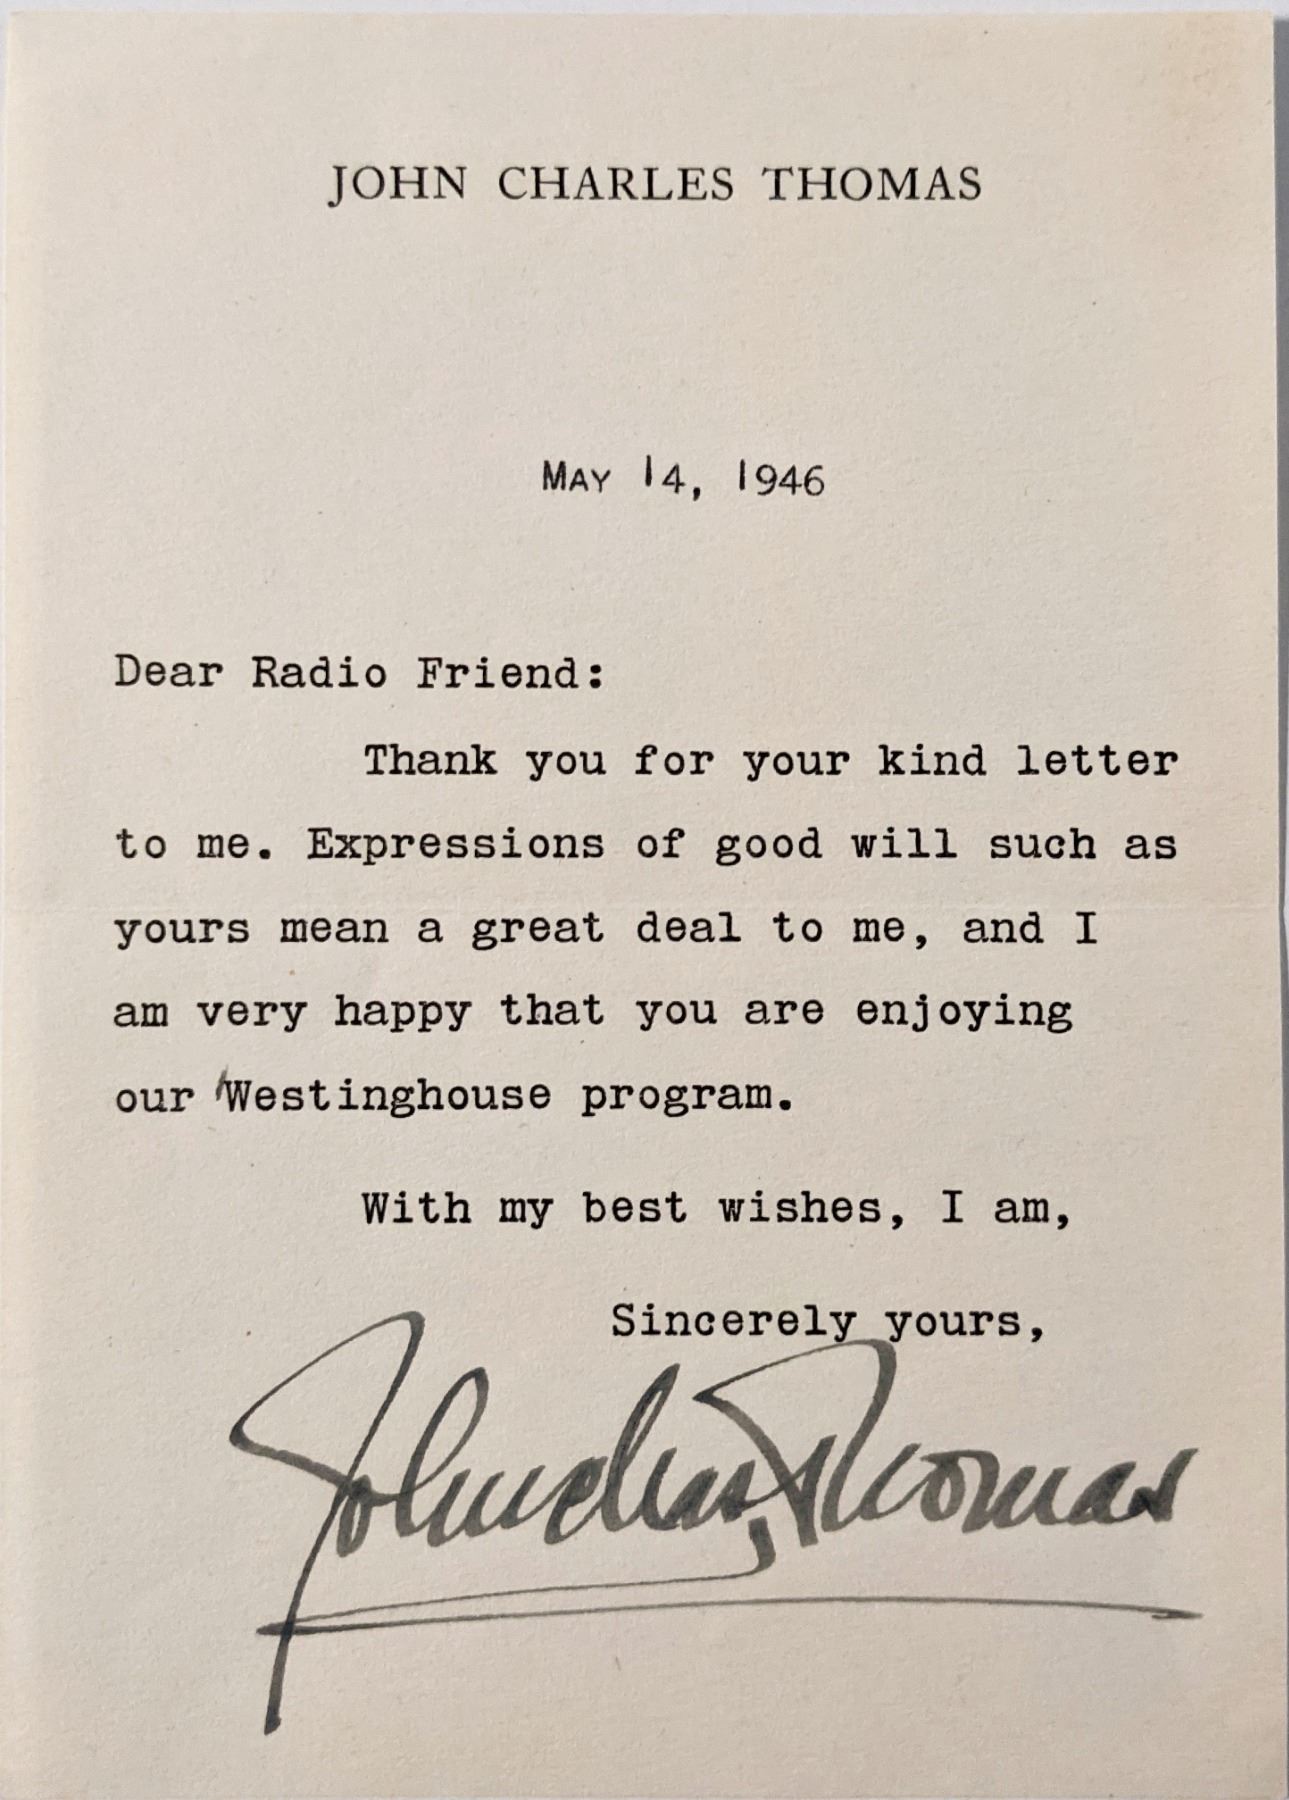 JOHN CHARLES THOMAS
MAY 14, 1946
Dear Radio Friend:
Thank you for your kind letter
to me. Expressions of good will such as
yours mean a great deal to me, and I
am very happy that you are enjoying
our Westinghouse program.
With my best wishes, I am,
Sincerely yours,
John Charles Thomas